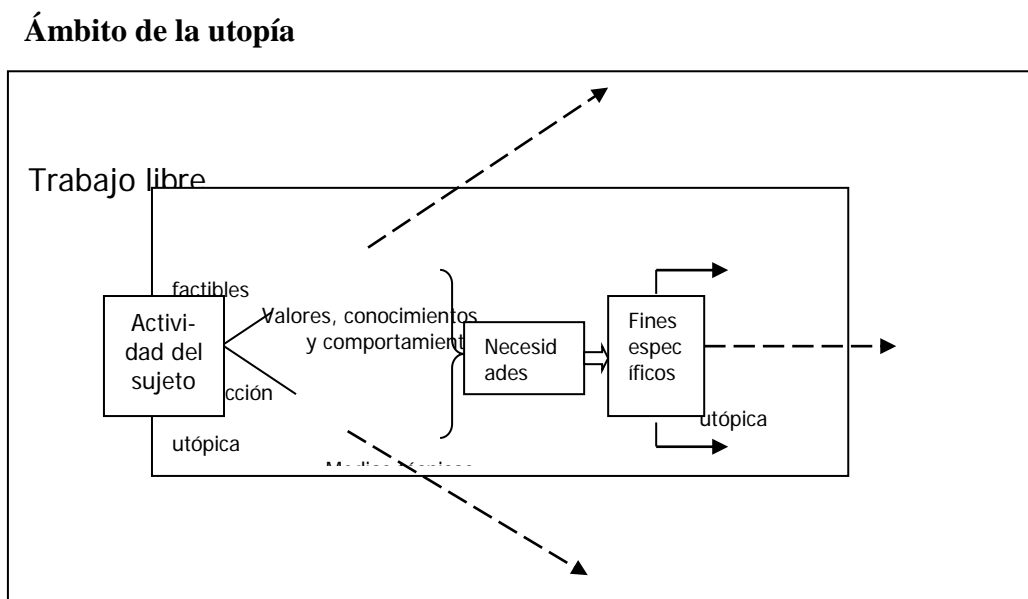 Ámbito de la utopía
Trabajo libre
factibles
Activi-
dad del
sujeto
cción
utópica
Valores, conocimientos
y comportamient
Necesid
ades
Fines
espec
íficos
utópica